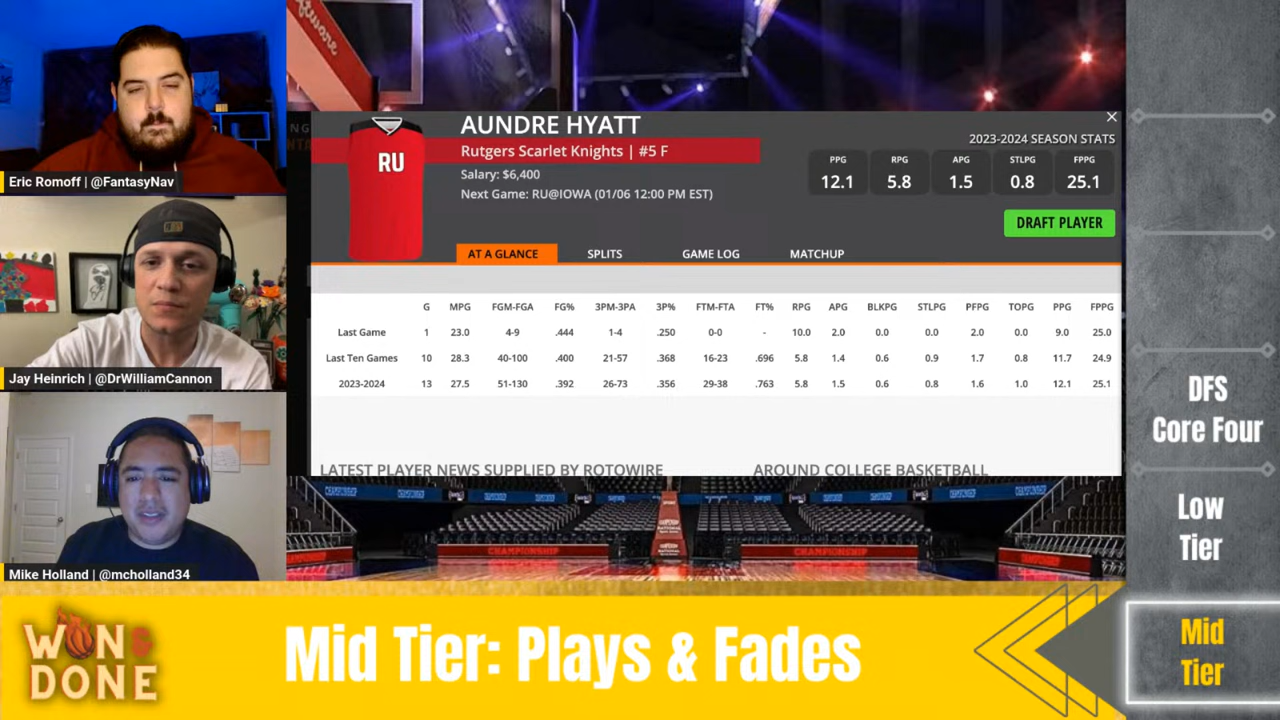 Eric Romoff | @FantasyNav
Jay Heinrich | @DrWilliamCannon
Mike Holland | @mcholland34
RU
AUNDRE HYATT
Rutgers Scarlet Knights | #5 F
Salary: $6,400
Next Game: RU@IOWA (01/06 12:00 PM EST)
2023-2024 SEASON STATS
PPG RPG APG STLPG FPPG
12.1 5.8 1.5 0.8 25.1
DRAFT PLAYER
AT A GLANCE SPLITS GAME LOG MATCHUP
G MPG FGM-FGA FG% 3PM-3PA 3P% FTM-FTA FT% RPG APG BLKPG STLPG PFPG TOPG PPG FPPG
Last Game 1 23.0 4-9 .444 1-4 .250 0-0 - 10.0 2.0 0.0 0.0 2.0 0.0 9.0 25.0
Last Ten Games 10 28.3 40-100 .400 21-57 .368 16-23 .696 5.8 1.4 0.6 0.9 1.7 0.8 11.7 24.9
2023-2024 13 27.5 51-130 .392 26-73 .356 29-38 .763 5.8 1.5 0.6 0.8 1.6 1.0 12.1 25.1
LATEST PLAYER NEWS SUPPLIED BY ROTOWIRE AROUND COLLEGE BASKETBALL
CHAMPIONSHIP
CHAMPIONSHIP
DFS
Core Four
Low
Tier
Mid
Tier
WON &
DONE
Mid Tier: Plays & Fades